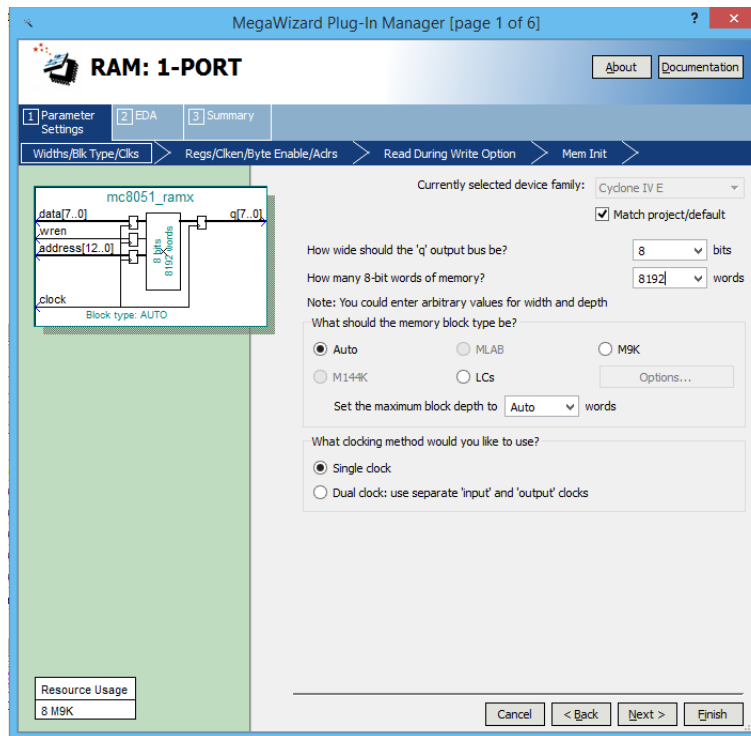 MegaWizard Plug-In Manager [page 1 of 6]
? ×
RAM: 1-PORT
About Documentation
1 Parameter Settings
2 EDA
3 Summary
Widths/Blk Type/Clks
Regs/Clken/Byte Enable/Aclrs
Read During Write Option
Mem Init
mc8051_ramx
data[7..0]
q[7..0]
wren
address[12..0]
8 bits
8192 words
clock
Block type: AUTO
Currently selected device family: Cyclone IV E
Match project/default
How wide should the 'q' output bus be? 8 bits
How many 8-bit words of memory? 8192 words
Note: You could enter arbitrary values for width and depth
What should the memory block type be?
Auto MLAB M9K
M144K LCs Options...
Set the maximum block depth to Auto words
What clocking method would you like to use?
Single clock
Dual clock: use separate 'input' and 'output' clocks
Resource Usage
8 M9K
Cancel < Back Next > Finish